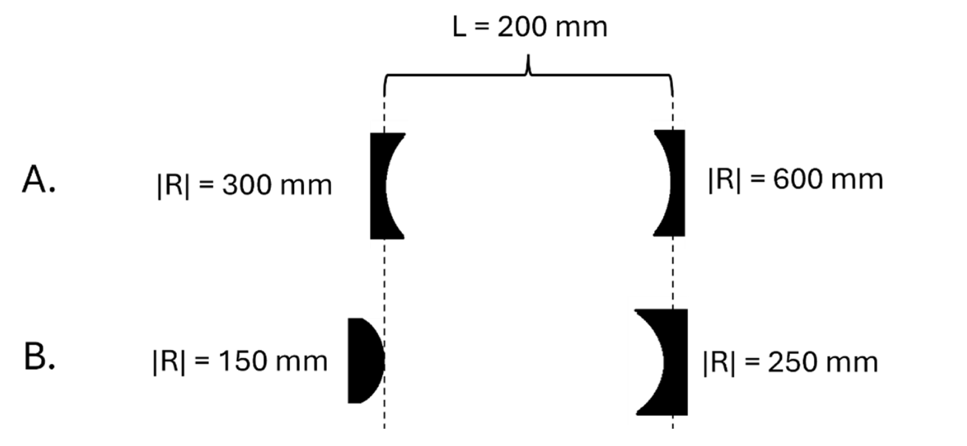 L = 200 mm
A.
|R| = 300 mm
|R| = 600 mm
B.
|R| = 150 mm
|R| = 250 mm